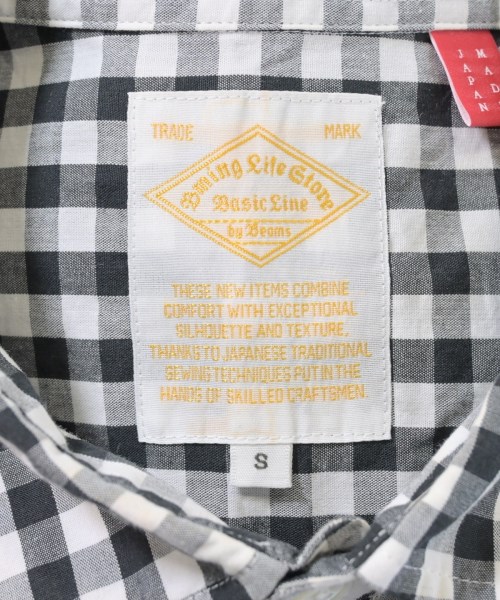 TRADE MARK
Bming Life Store
Basic Line
by Beams
THESE NEW ITEMS COMBINE
COMFORT WITH EXCEPTIONAL
SILHOUETTE AND TEXTURE.
THANKS TO JAPANESE TRADITIONAL
SEWING TECHNIQUES PUT IN THE
HANDS OF SKILLED CRAFTSMEN.
S
MADE
JAPAN